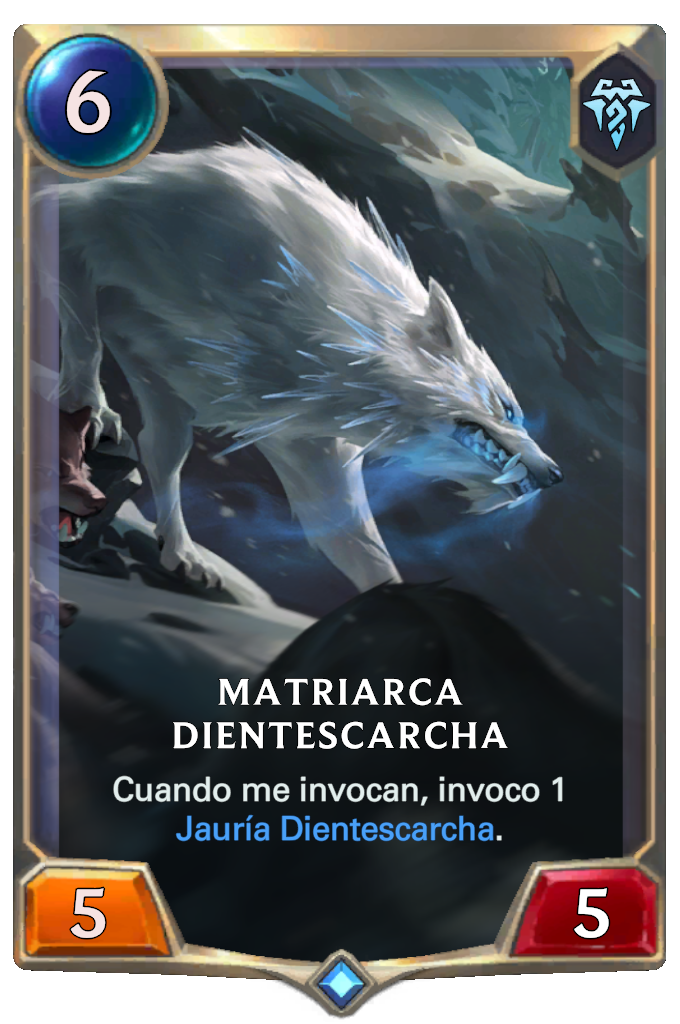 6
MATRIARCA
DIENTESCARCHA
Cuando me invocan, invoco 1
Jauría Dientescarcha.
5 5